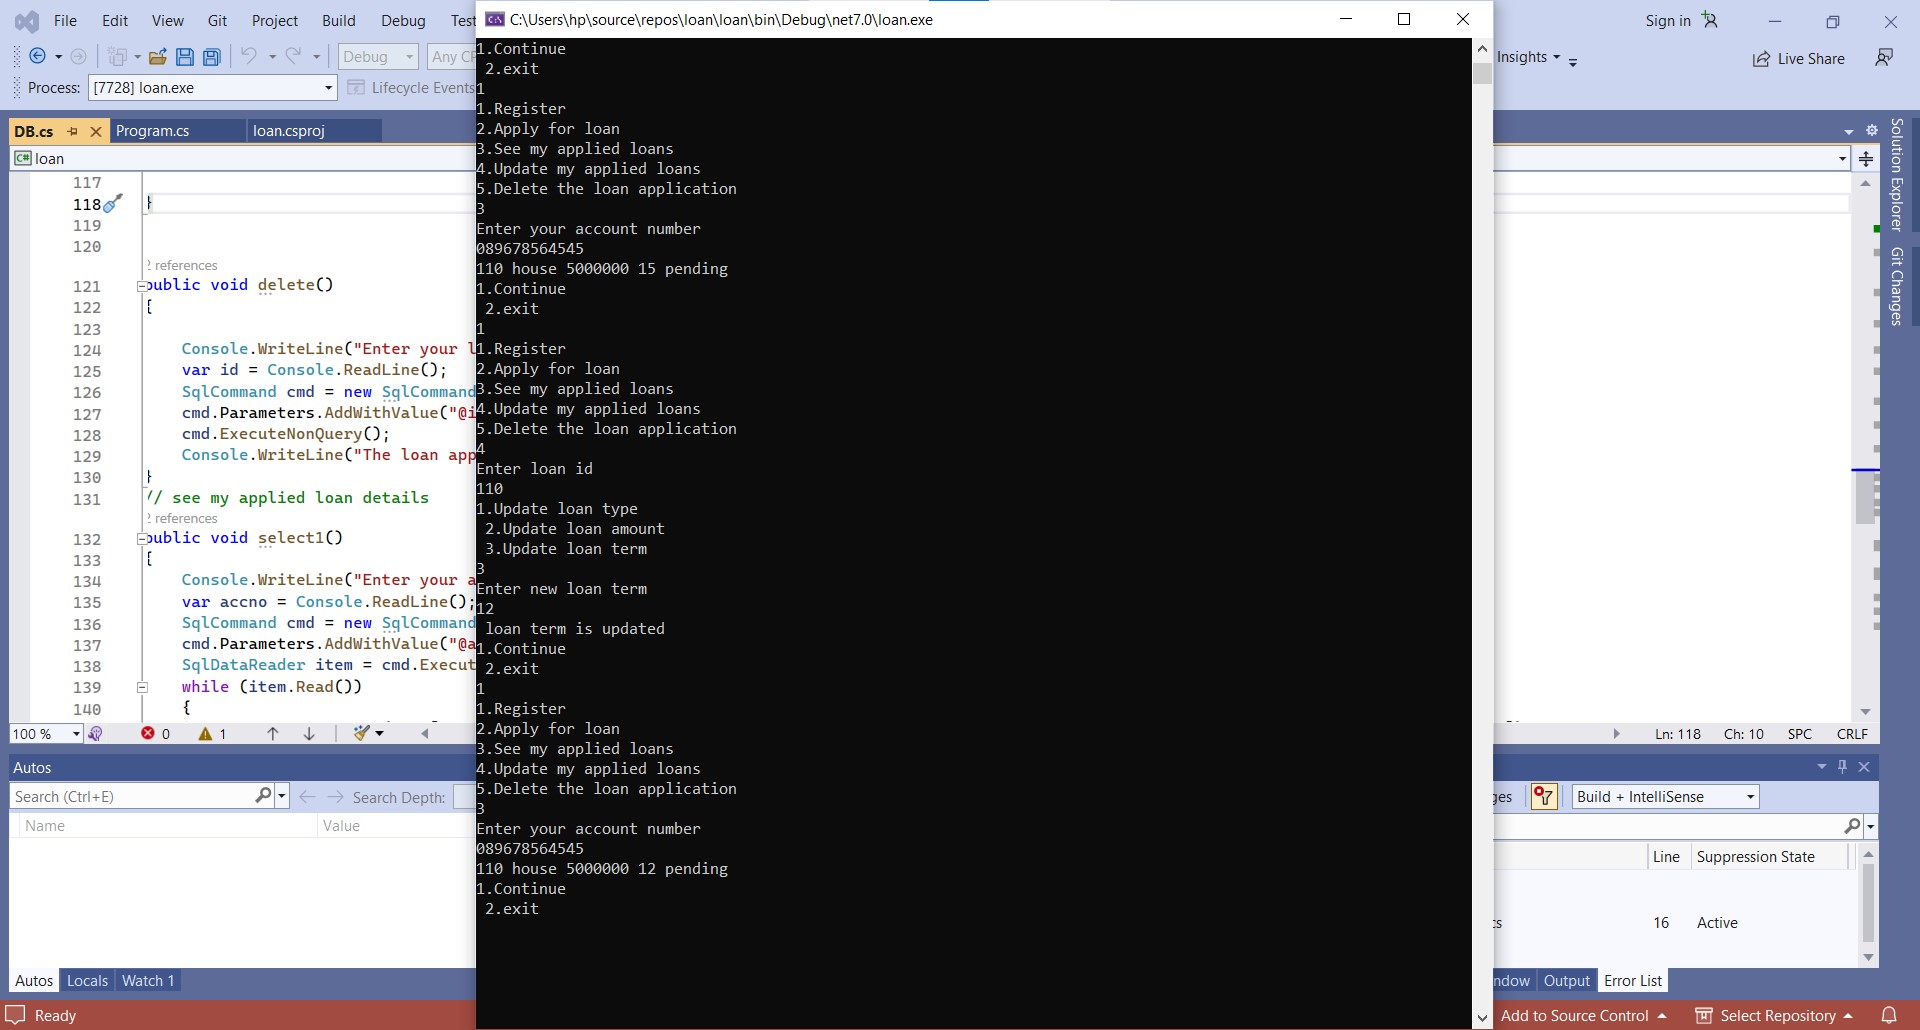 File Edit View Git Project Build Debug Test
C:\Users\hp\source\repos\loan\loan\bin\Debug\net7.0\loan.exe
Sign in
Debug Any CP
Insights
Live Share
Process: [7728] loan.exe Lifecycle Events
DB.cs Program.cs loan.csproj
C# loan
117
118 }
119
120
2 references
121 public void delete()
122 {
123
124 Console.WriteLine("Enter your l
125 var id = Console.ReadLine();
126 SqlCommand cmd = new SqlCommand
127 cmd.Parameters.AddWithValue("@i
128 cmd.ExecuteNonQuery();
129 Console.WriteLine("The loan app
130 }
131 // see my applied loan details
2 references
132 public void select1()
133 {
134 Console.WriteLine("Enter your a
135 var accno = Console.ReadLine();
136 SqlCommand cmd = new SqlCommand
137 cmd.Parameters.AddWithValue("@a
138 SqlDataReader item = cmd.Execut
139 while (item.Read())
140 {
100 % 0 1
Autos
Search (Ctrl+E) Search Depth:
Name Value
Autos Locals Watch 1
Ready
1.Continue
2.exit
1
1.Register
2.Apply for loan
3.See my applied loans
4.Update my applied loans
5.Delete the loan application
3
Enter your account number
089678564545
110 house 5000000 15 pending
1.Continue
2.exit
1
1.Register
2.Apply for loan
3.See my applied loans
4.Update my applied loans
5.Delete the loan application
4
Enter loan id
110
1.Update loan type
2.Update loan amount
3.Update loan term
3
Enter new loan term
12
loan term is updated
1.Continue
2.exit
1
1.Register
2.Apply for loan
3.See my applied loans
4.Update my applied loans
5.Delete the loan application
3
Enter your account number
089678564545
110 house 5000000 12 pending
1.Continue
2.exit
Solution Explorer
Git Changes
Ln: 118 Ch: 10 SPC CRLF
ges Build + IntelliSense
Line Suppression State
cs 16 Active
ndow Output Error List
Add to Source Control Select Repository